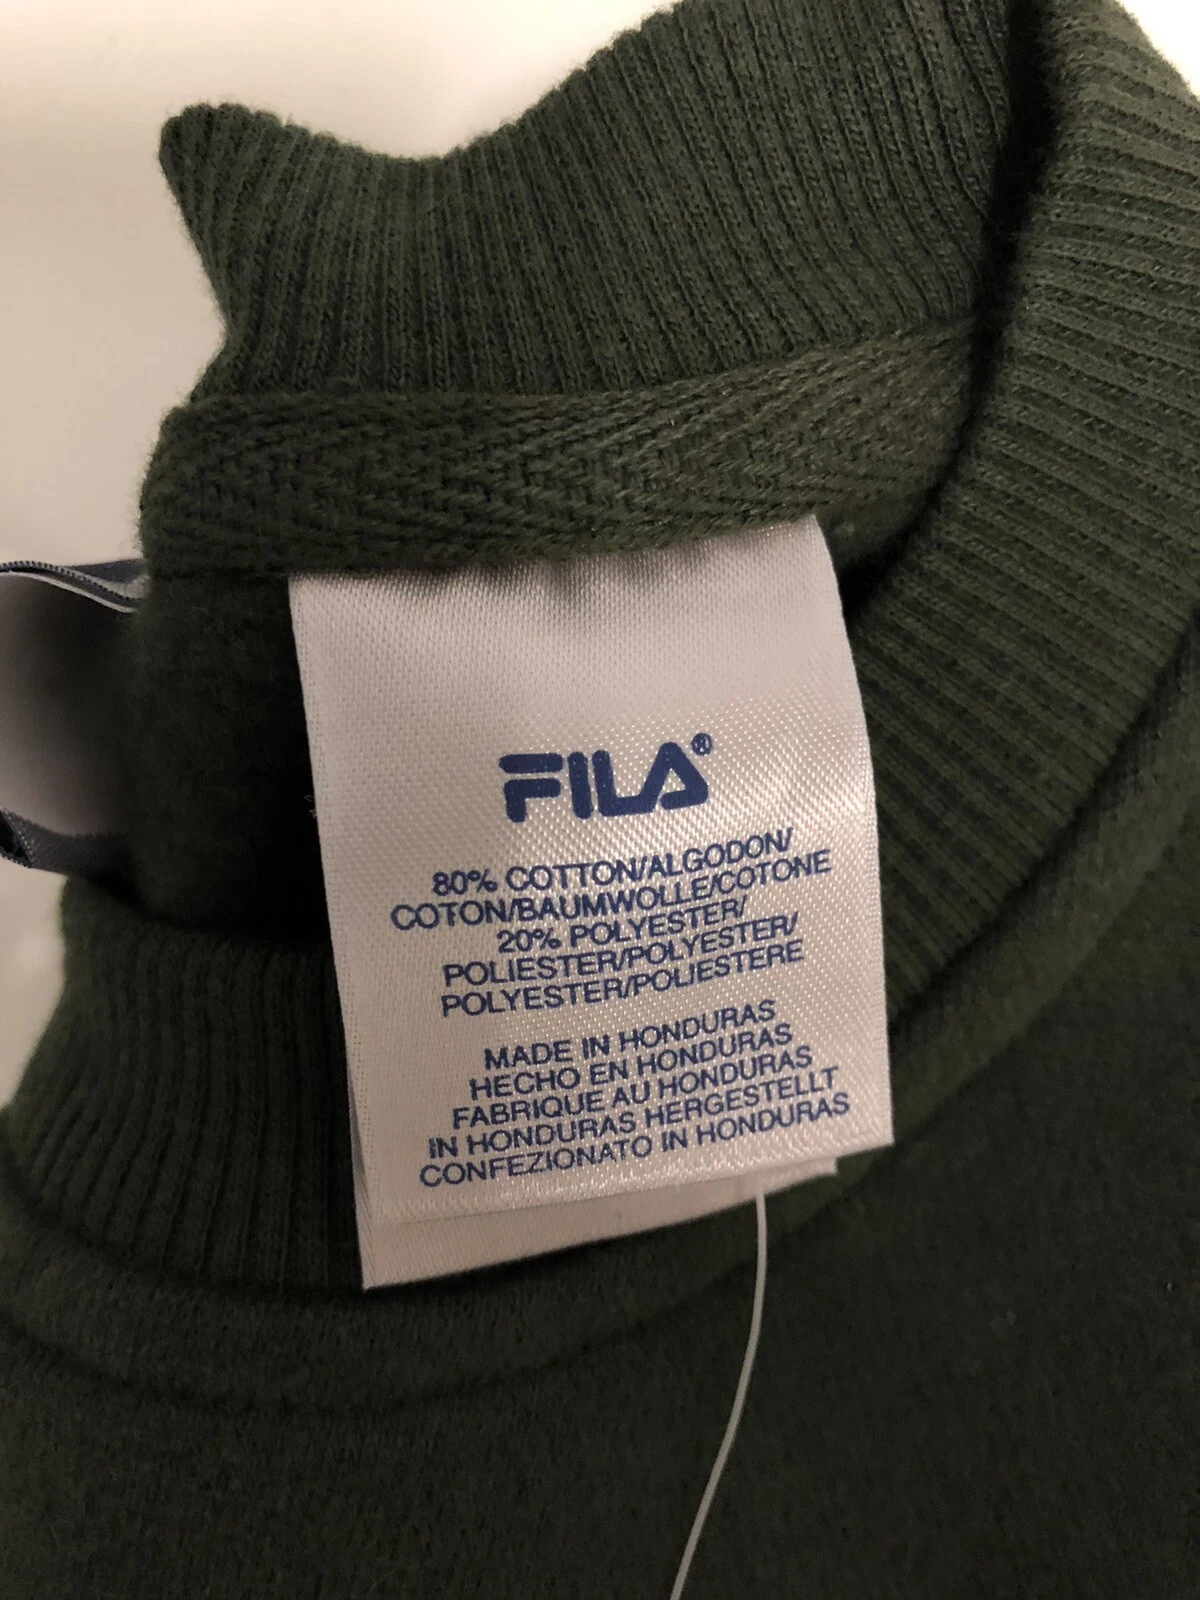 FILA®
80% COTTON/ALGODON/
COTON/BAUMWOLLE/COTONE
20% POLYESTER/
POLIESTER/POLYESTER/
POLYESTER/POLIESTERE
MADE IN HONDURAS
HECHO EN HONDURAS
FABRIQUE AU HONDURAS
IN HONDURAS HERGESTELLT
CONFEZIONATO IN HONDURAS